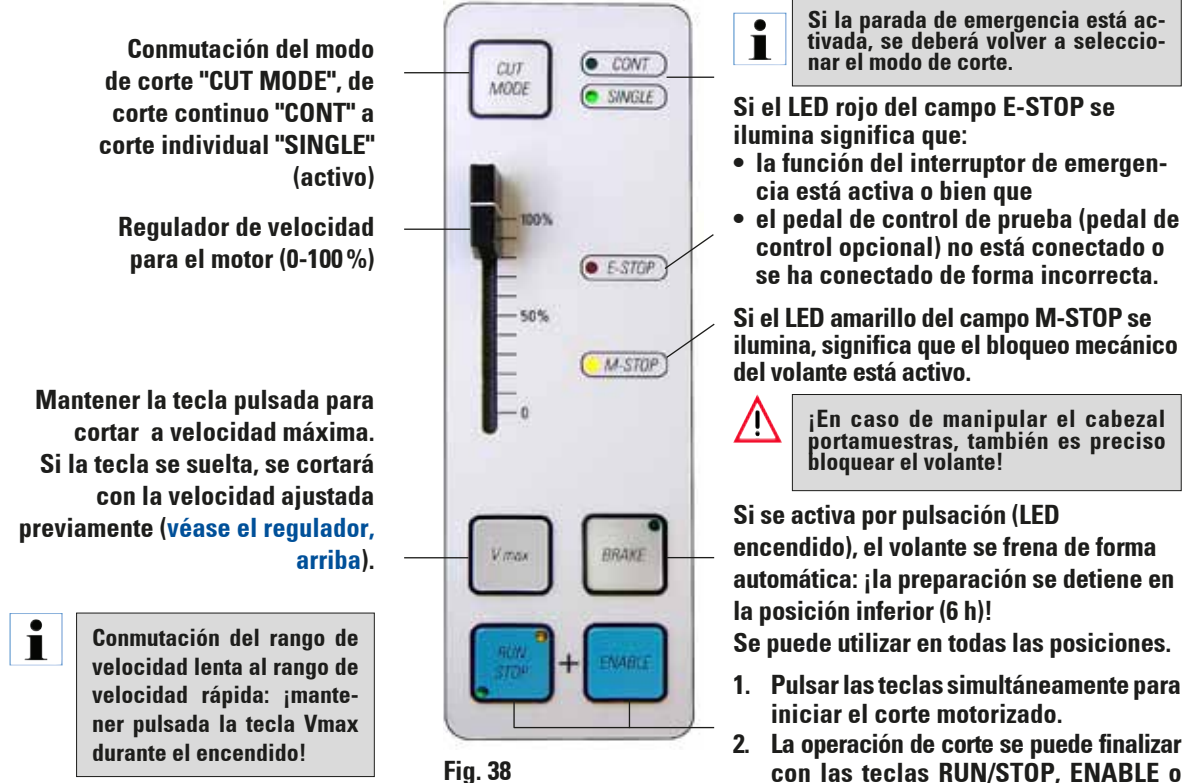 Conmutación del modo
de corte "CUT MODE", de
corte continuo "CONT" a
corte individual "SINGLE"
(activo)
Regulador de velocidad
para el motor (0-100 %)
Mantener la tecla pulsada para
cortar a velocidad máxima.
Si la tecla se suelta, se cortará
con la velocidad ajustada
previamente (véase el regulador,
arriba).
i
Conmutación del rango de
velocidad lenta al rango de
velocidad rápida: ¡mante-
ner pulsada la tecla Vmax
durante el encendido!
CUT
MODE
CONT
SINGLE
100%
E-STOP
50%
M-STOP
0
V max
BRAKE
RUN
STOP
+
ENABLE
Fig. 38
i
Si la parada de emergencia está ac-
tivada, se deberá volver a seleccio-
nar el modo de corte.
Si el LED rojo del campo E-STOP se
ilumina significa que:
• la función del interruptor de emergen-
cia está activa o bien que
• el pedal de control de prueba (pedal de
control opcional) no está conectado o
se ha conectado de forma incorrecta.
Si el LED amarillo del campo M-STOP se
ilumina, significa que el bloqueo mecánico
del volante está activo.
!
¡En caso de manipular el cabezal
portamuestras, también es preciso
bloquear el volante!
Si se activa por pulsación (LED
encendido), el volante se frena de forma
automática: ¡la preparación se detiene en
la posición inferior (6 h)!
Se puede utilizar en todas las posiciones.
1. Pulsar las teclas simultáneamente para
iniciar el corte motorizado.
2. La operación de corte se puede finalizar
con las teclas RUN/STOP, ENABLE o